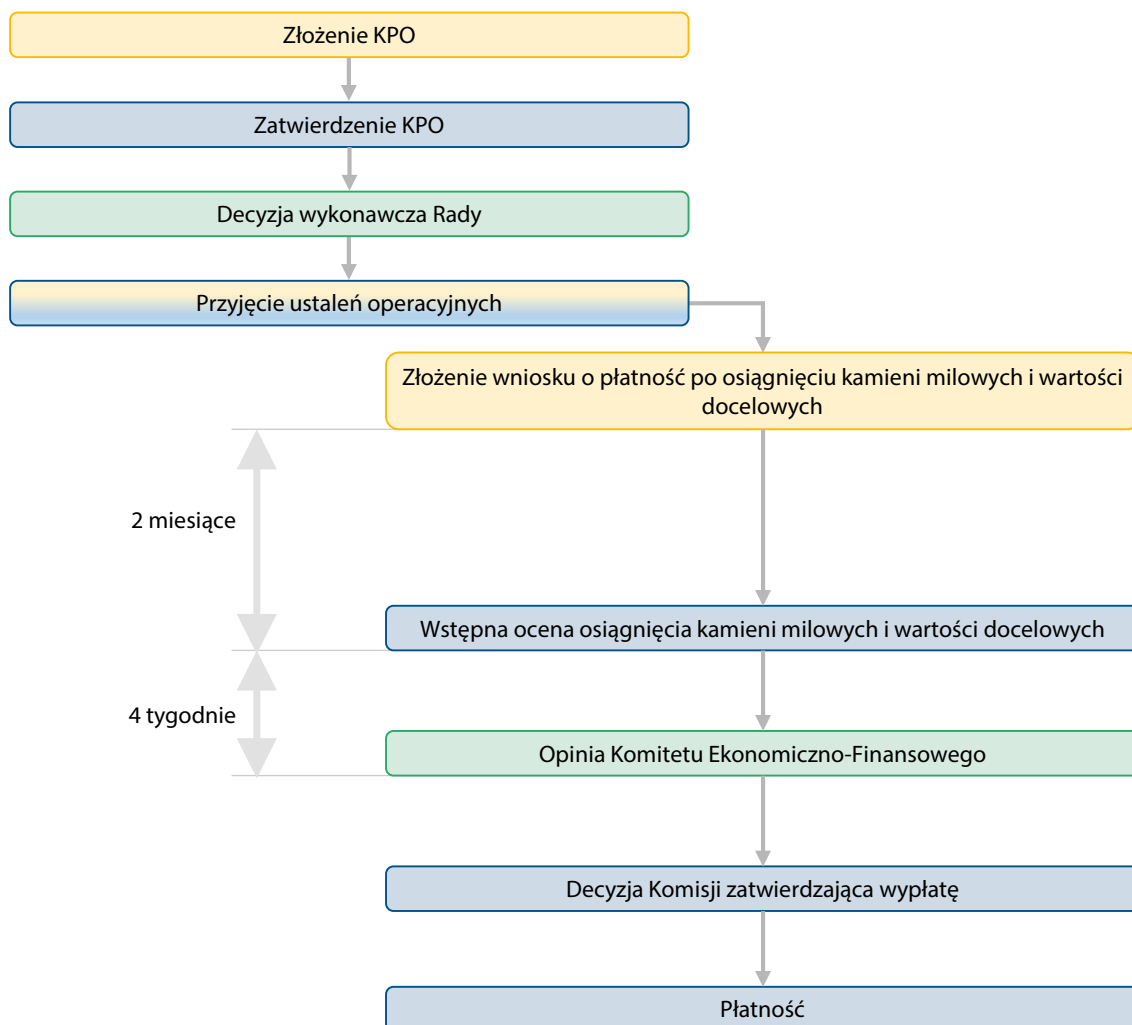 Złożenie KPO
Zatwierdzenie KPO
Decyzja wykonawcza Rady
Przyjęcie ustaleń operacyjnych
Złożenie wniosku o płatność po osiągnięciu kamieni milowych i wartości
docelowych
2 miesiące
Wstępna ocena osiągnięcia kamieni milowych i wartości docelowych
4 tygodnie
Opinia Komitetu Ekonomiczno-Finansowego
Decyzja Komisji zatwierdzająca wypłatę
Płatność